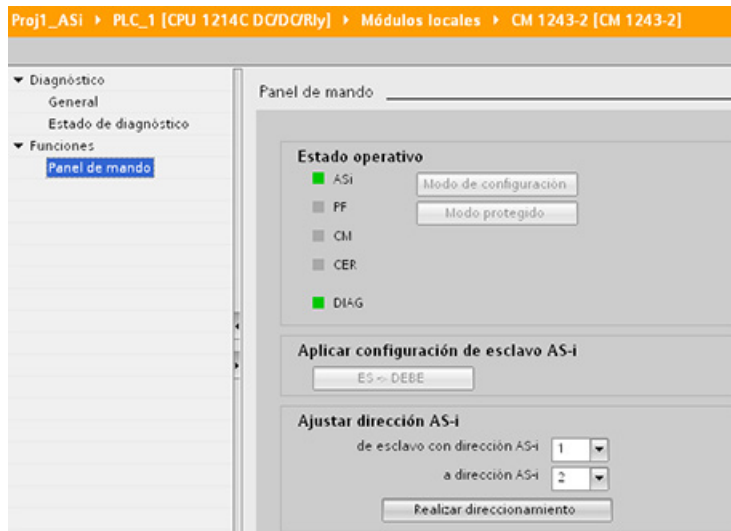 Proj1_ASi ▸ PLC_1 [CPU 1214C DC/DC/Rly] ▸ Módulos locales ▸ CM 1243-2 [CM 1243-2]
Diagnóstico
General
Estado de diagnóstico
Funciones
Panel de mando
Panel de mando
Estado operativo
ASi
Modo de configuración
PF
Modo protegido
CM
CER
DIAG
Aplicar configuración de esclavo AS-i
ES -> DEBE
Ajustar dirección AS-i
de esclavo con dirección AS-i 1
a dirección AS-i 2
Realizar direccionamiento